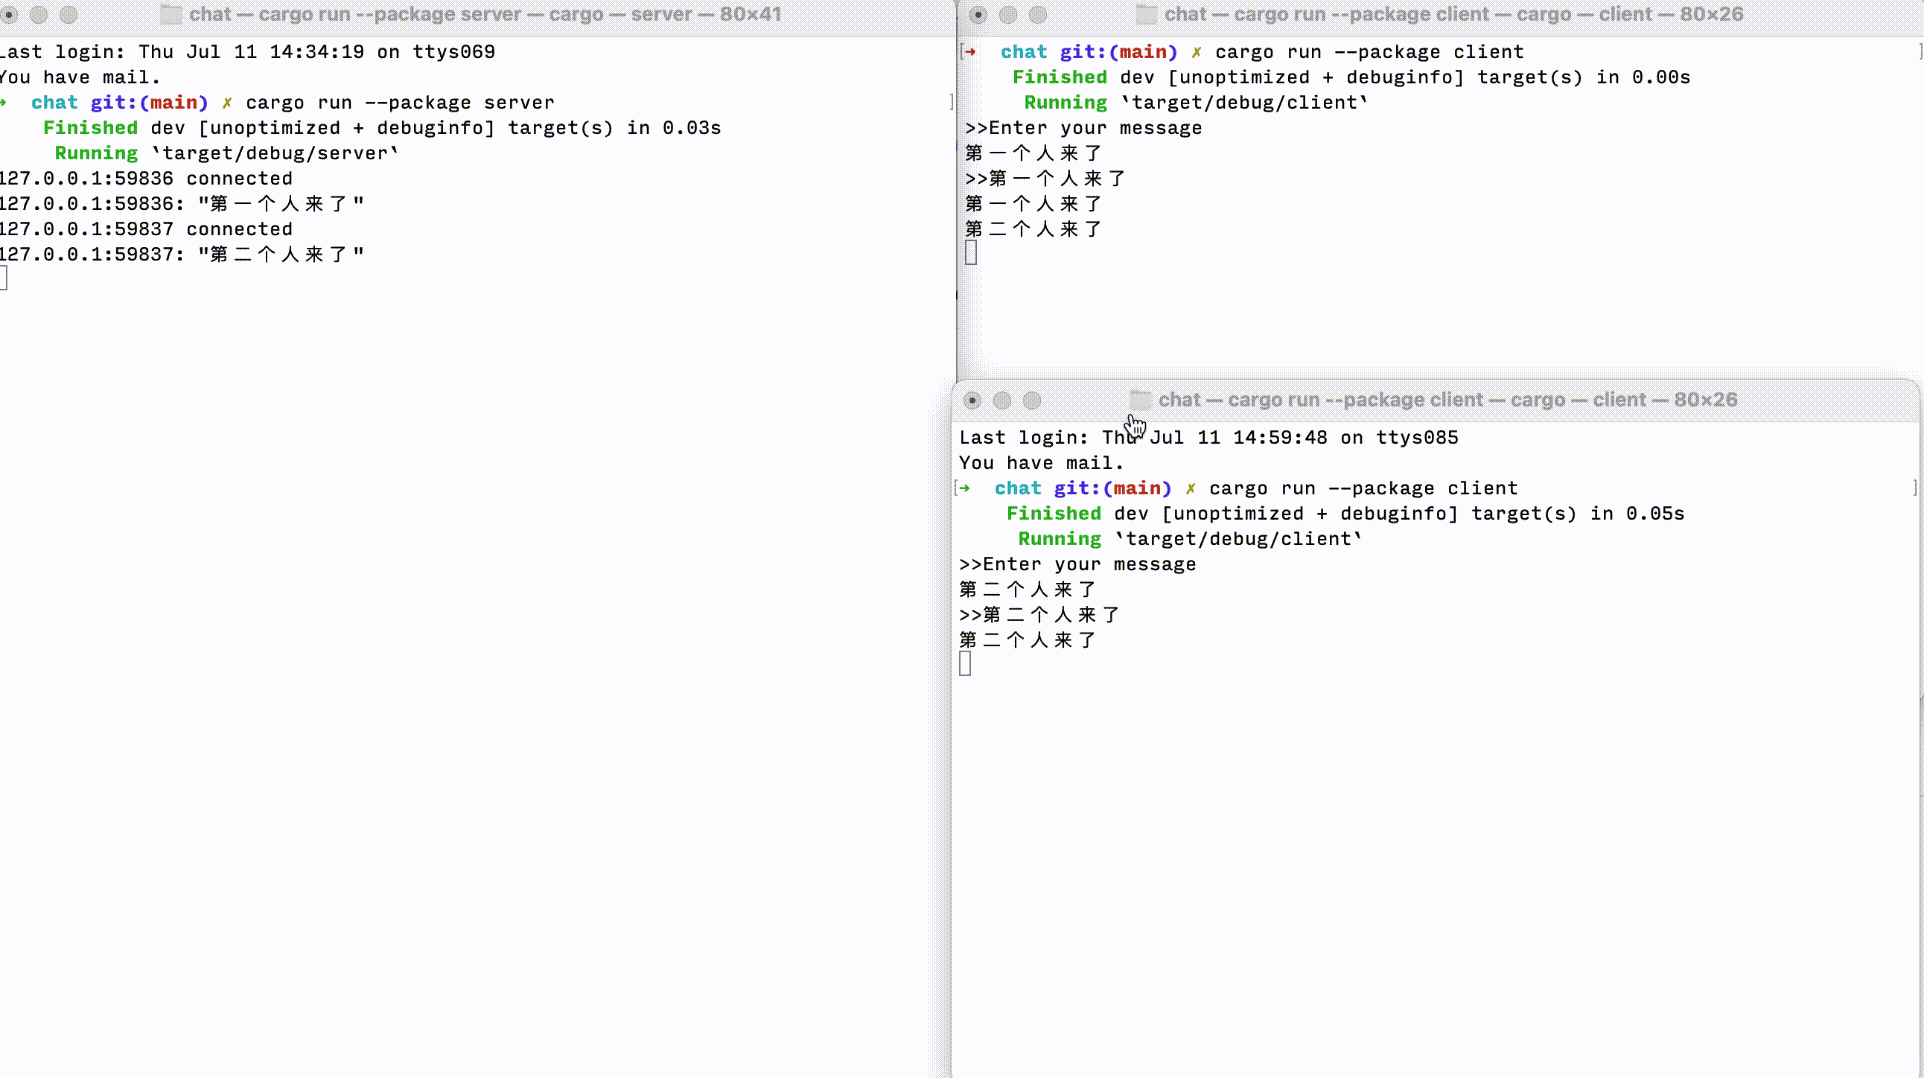 chat — cargo run --package server — cargo — server — 80×41
Last login: Thu Jul 11 14:34:19 on ttys069
You have mail.
➜ chat git:(main) ✗ cargo run --package server
Finished dev [unoptimized + debuginfo] target(s) in 0.03s
Running `target/debug/server`
127.0.0.1:59836 connected
127.0.0.1:59836: "第一个人来了"
127.0.0.1:59837 connected
127.0.0.1:59837: "第二个人来了"
chat — cargo run --package client — cargo — client — 80×26
[➜ chat git:(main) ✗ cargo run --package client ]
Finished dev [unoptimized + debuginfo] target(s) in 0.00s
Running `target/debug/client`
>>Enter your message
第一个人来了
>>第一个人来了
第一个人来了
第二个人来了
chat — cargo run --package client — cargo — client — 80×26
Last login: Thu Jul 11 14:59:48 on ttys085
You have mail.
[➜ chat git:(main) ✗ cargo run --package client ]
Finished dev [unoptimized + debuginfo] target(s) in 0.05s
Running `target/debug/client`
>>Enter your message
第二个人来了
>>第二个人来了
第二个人来了